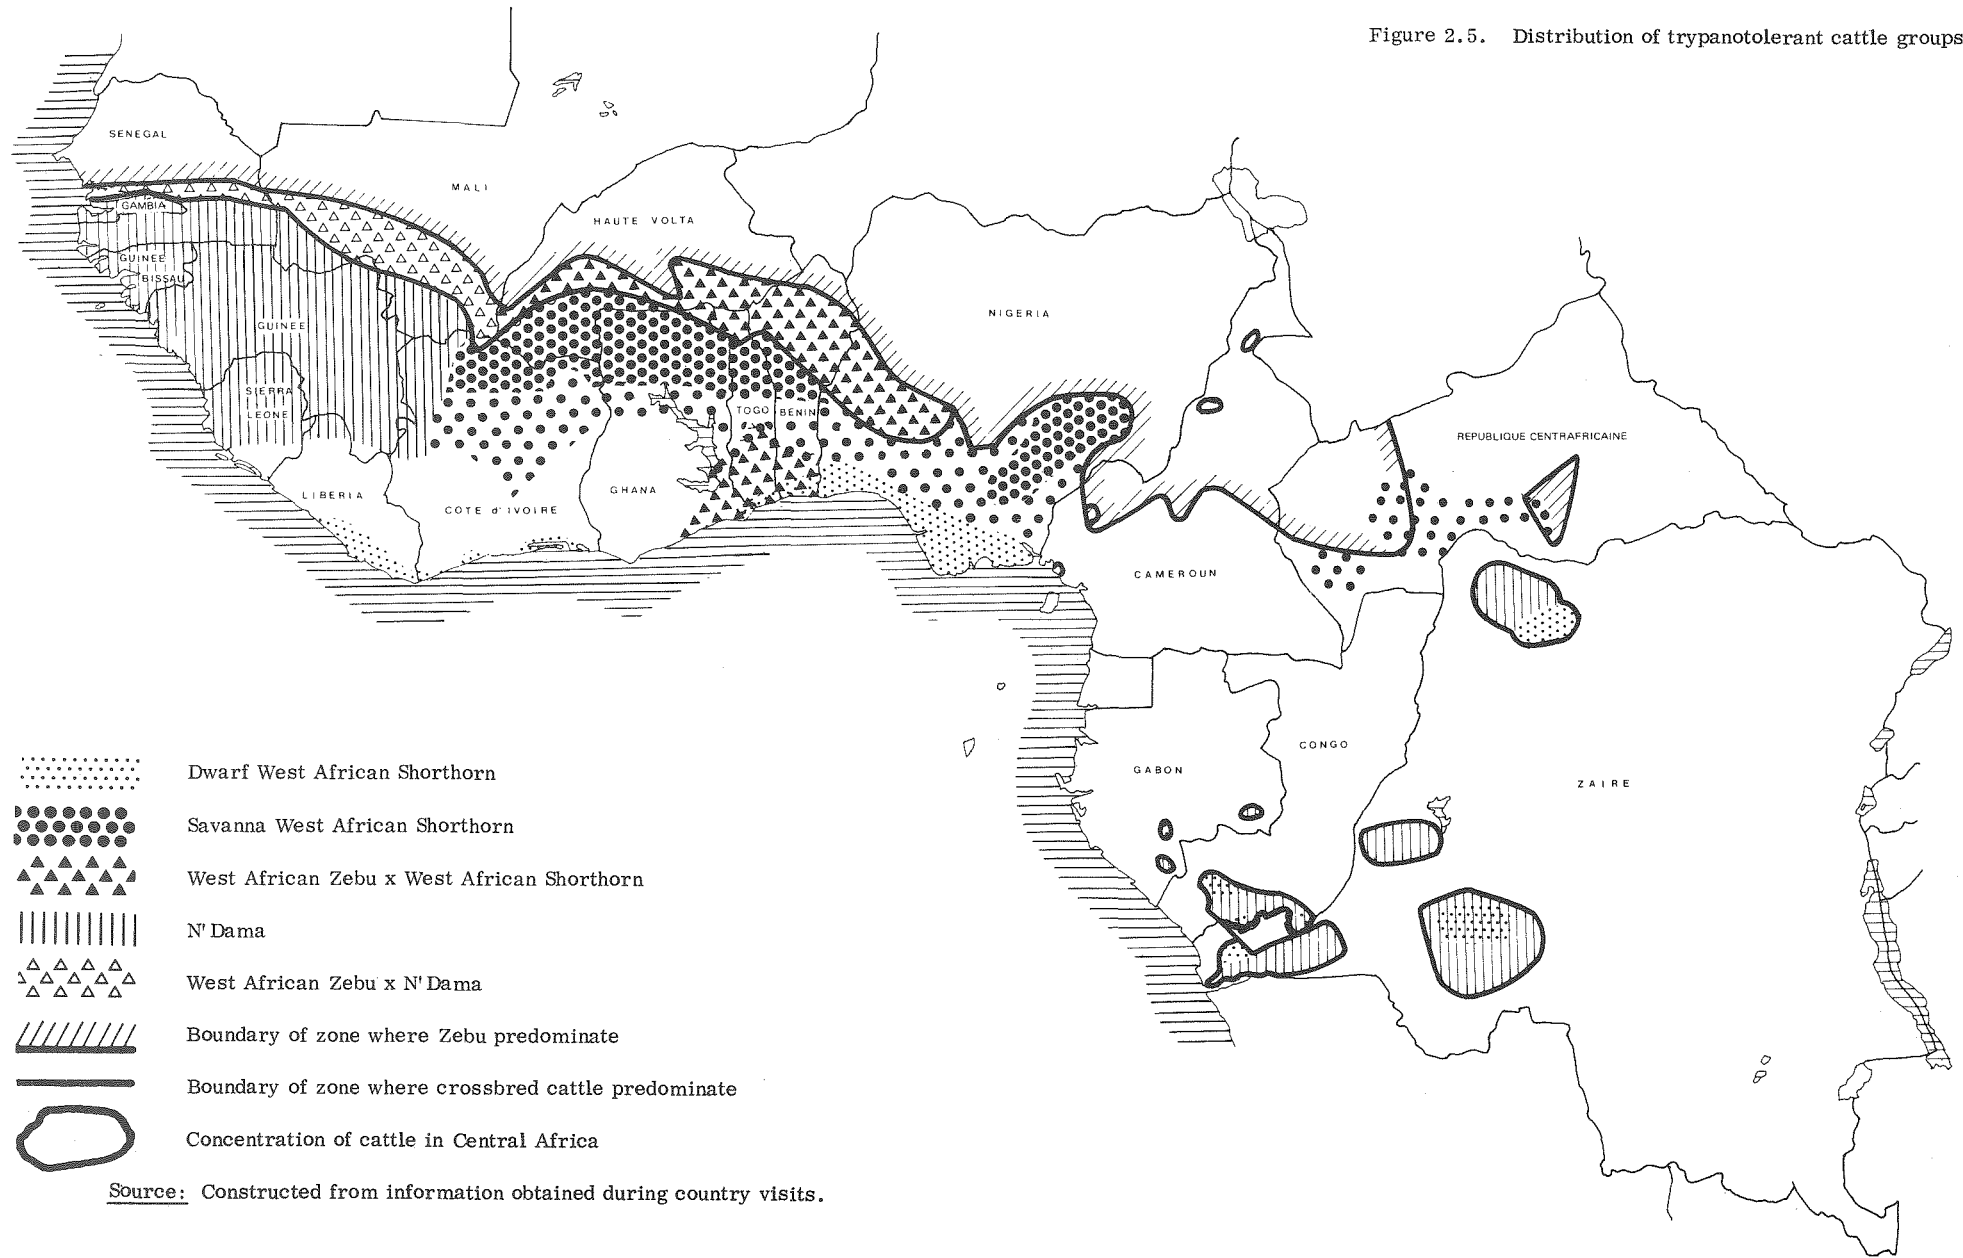 Figure 2.5. Distribution of trypanotolerant cattle groups
SENEGAL
MALI
HAUTE VOLTA
GAMBIA
GUINEE
BISSAU
NIGERIA
GUINEE
SIERRA
LEONE
TOGO
BENIN
REPUBLIQUE CENTRAFRICAINE
LIBERIA
COTE d'IVOIRE
GHANA
CAMEROUN
GABON
CONGO
ZAIRE
Dwarf West African Shorthorn
Savanna West African Shorthorn
West African Zebu x West African Shorthorn
N'Dama
West African Zebu x N'Dama
Boundary of zone where Zebu predominate
Boundary of zone where crossbred cattle predominate
Concentration of cattle in Central Africa
Source: Constructed from information obtained during country visits.